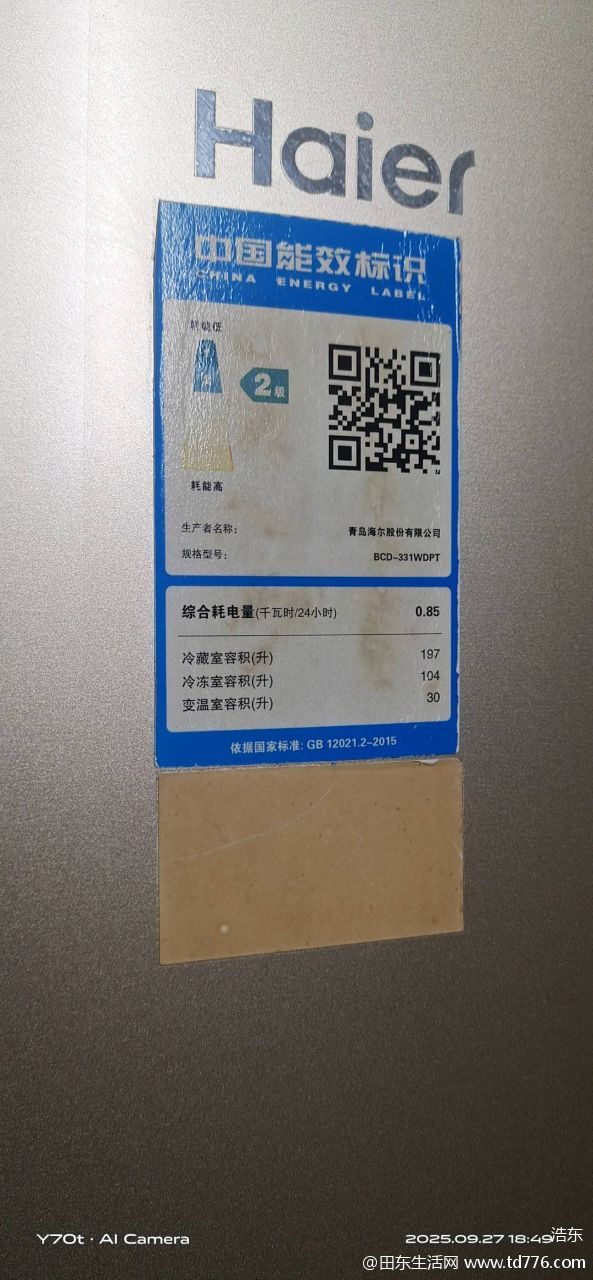 Haier
中国能效标识
CHINA ENERGY LABEL
耗能低
2级
耗能高
生产者名称: 青岛海尔股份有限公司
规格型号: BCD-331WDPT
综合耗电量(千瓦时/24小时) 0.85
冷藏室容积(升) 197
冷冻室容积(升) 104
变温室容积(升) 30
依据国家标准: GB 12021.2-2015
Y70t · AI Camera
2025.09.27 18:49
浩东
@田东生活网 www.td776.com